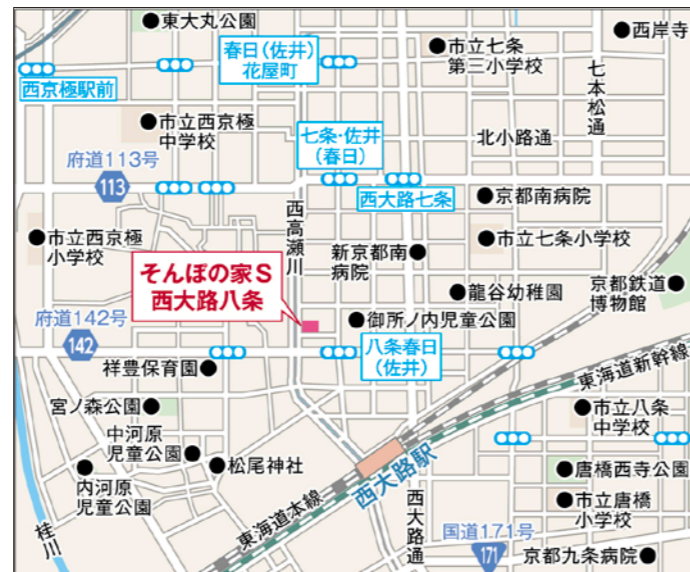 東大丸公園
西岸寺
春日（佐井）
花屋町
市立七条
第三小学校
七本松通
西京極駅前
市立西京極
中学校
七条・佐井
（春日）
北小路通
府道113号
113
西大路七条
京都南病院
西高瀬川
市立西京極
小学校
新京都南
病院
市立七条小学校
そんぽの家S
西大路八条
龍谷幼稚園
京都鉄道
博物館
府道142号
142
御所ノ内児童公園
八条春日
（佐井）
祥豊保育園
東海道新幹線
宮ノ森公園
市立八条
中学校
中河原
児童公園
松尾神社
西大路駅
唐橋西寺公園
内河原
児童公園
東海道本線
西大路通
市立唐橋
小学校
桂川
国道171号
171
京都九条病院